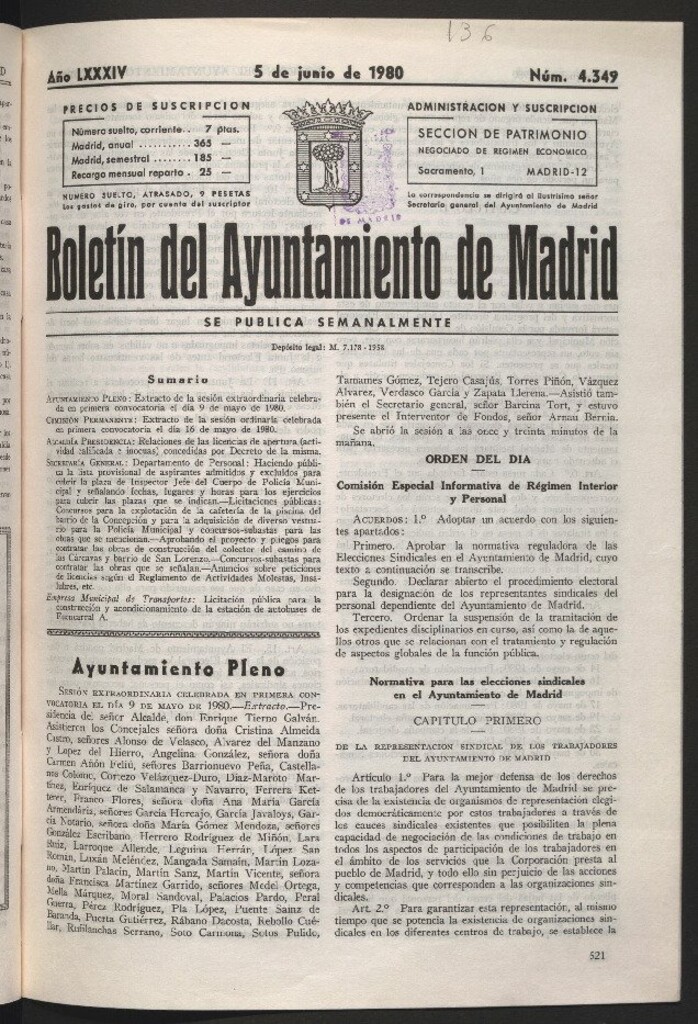 136
Año LXXXIV 5 de junio de 1980 Núm. 4.349
PRECIOS DE SUSCRIPCION
Número suelto, corriente.. 7 ptas.
Madrid, anual ........... 365 —
Madrid, semestral ....... 185 —
Recargo mensual reparto . 25 —
NUMERO SUELTO, ATRASADO, 9 PESETAS
Los gastos de giro, por cuenta del suscriptor
DE MADRID
ADMINISTRACION Y SUSCRIPCION
SECCION DE PATRIMONIO
NEGOCIADO DE REGIMEN ECONOMICO
Sacramento, 1 MADRID-12
La correspondencia se dirigirá al ilustrísimo señor
Secretario general del Ayuntamiento de Madrid
Boletín del Ayuntamiento de Madrid
SE PUBLICA SEMANALMENTE
Depósito legal: M. 7.178 - 1958
Sumario
AYUNTAMIENTO PLENO: Extracto de la sesión extraordinaria celebra-
da en primera convocatoria el día 9 de mayo de 1980.
COMISIÓN PERMANENTE: Extracto de la sesión ordinaria celebrada
en primera convocatoria el día 16 de mayo de 1980.
ALCALDÍA PRESIDENCIA: Relaciones de las licencias de apertura (acti-
vidad calificada e inocuas) concedidas por Decreto de la misma.
SECRETARÍA GENERAL: Departamento de Personal: Haciendo públi-
ca la lista provisional de aspirantes admitidos y excluidos para
cubrir la plaza de Inspector Jefe del Cuerpo de Policía Muni-
cipal y señalando fechas, lugares y horas para los ejercicios
para cubrir las plazas que se indican.—Licitaciones públicas:
Concursos para la explotación de la cafetería de la piscina del
barrio de la Concepción y para la adquisición de diverso vestua-
rio para la Policía Municipal y concursos-subastas para las
obras que se mencionan.—Aprobando el proyecto y pliegos para
contratar las obras de construcción del colector del camino de
las Cárcavas y barrio de San Lorenzo.—Concursos-subastas para
contratar las obras que se señalan.—Anuncios sobre peticiones
de licencias según el Reglamento de Actividades Molestas, Insa-
lubres, etc.
Empresa Municipal de Transportes: Licitación pública para la
construcción y acondicionamiento de la estación de autobuses de
Fuencarral A.
Ayuntamiento Pleno
SESIÓN EXTRAORDINARIA CELEBRADA EN PRIMERA CON-
VOCATORIA EL DÍA 9 DE MAYO DE 1980.—Extracto.—Pre-
sidencia del señor Alcalde, don Enrique Tierno Galván.
Asistieron los Concejales señora doña Cristina Almeida
Castro, señores Alonso de Velasco, Alvarez del Manzano
y López del Hierro, Angelina González, señora doña
Carmen Añón Feliú, señores Barrionuevo Peña, Castella-
nos Colomo, Cortezo Velázquez-Duro, Díaz-Maroto Mar-
tínez, Enríquez de Salamanca y Navarro, Ferrera Ket-
terer, Franco Flores, señora doña Ana María García
Armendáriz, señores García Horcajo, García Javaloys, Gar-
cía Notario, señora doña María Gómez Mendoza, señores
González Escribano, Herrero Rodríguez de Miñón, Lara
Ruiz, Larroque Allende, Leguina Herrán, López San
Román, Luxán Meléndez, Mangada Samaín, Martín Loza-
no, Martín Palacín, Martín Sanz, Martín Vicente, señora
doña Francisca Martínez Garrido, señores Medel Ortega,
Mella Márquez, Moral Sandoval, Palacios Pardo, Peral
Guerra, Pérez Rodríguez, Pla López, Puente Sainz de
Baranda, Puerta Gutiérrez, Rábano Dacosta, Rebollo Cué-
llar, Rufilanchas Serrano, Soto Carmona, Sotos Pulido,
Tamames Gómez, Tejero Casajús, Torres Piñón, Vázquez
Alvarez, Verdasco García y Zapata Llerena.—Asistió tam-
bién el Secretario general, señor Barcina Tort, y estuvo
presente el Interventor de Fondos, señor Arnau Bernia.
Se abrió la sesión a las once y treinta minutos de la
mañana.
ORDEN DEL DIA
Comisión Especial Informativa de Régimen Interior
y Personal
ACUERDOS: 1.º Adoptar un acuerdo con los siguien-
tes apartados:
Primero. Aprobar la normativa reguladora de las
Elecciones Sindicales en el Ayuntamiento de Madrid, cuyo
texto a continuación se transcribe.
Segundo. Declarar abierto el procedimiento electoral
para la designación de los representantes sindicales del
personal dependiente del Ayuntamiento de Madrid.
Tercero. Ordenar la suspensión de la tramitación de
los expedientes disciplinarios en curso, así como la de aque-
llos otros que se relacionan con el tratamiento y regulación
de aspectos globales de la función pública.
Normativa para las elecciones sindicales
en el Ayuntamiento de Madrid
CAPITULO PRIMERO
DE LA REPRESENTACION SINDICAL DE LOS TRABAJADORES
DEL AYUNTAMIENTO DE MADRID
Artículo 1.º Para la mejor defensa de los derechos
de los trabajadores del Ayuntamiento de Madrid se pre-
cisa de la existencia de organismos de representación elegi-
dos democráticamente por estos trabajadores a través de
los cauces sindicales existentes que posibiliten la plena
capacidad de negociación de las condiciones de trabajo en
todos los aspectos de participación de los trabajadores en
el ámbito de los servicios que la Corporación presta al
pueblo de Madrid, y todo ello sin perjuicio de las acciones
y competencias que corresponden a las organizaciones sin-
dicales.
Art. 2.º Para garantizar esta representación, al mismo
tiempo que se potencia la existencia de organizaciones sin-
dicales en los diferentes centros de trabajo, se establece la
521